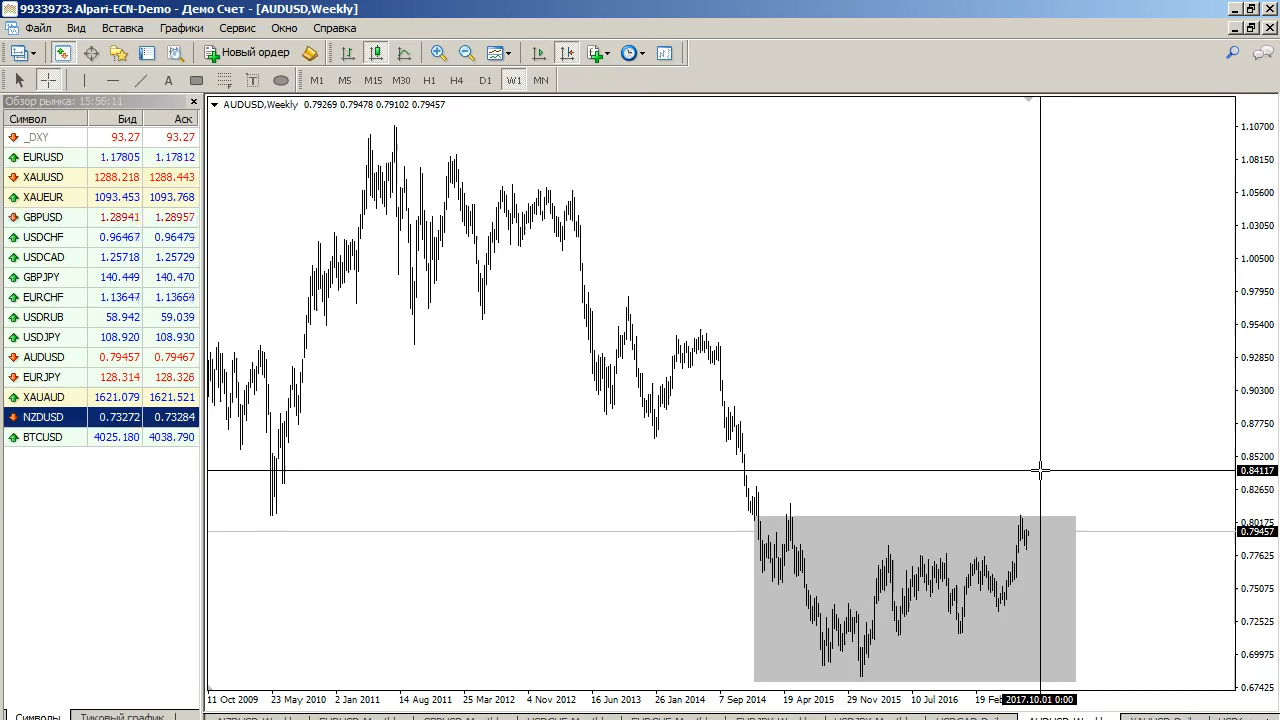 9933973: Alpari-ECN-Demo - Демо Счет - [AUDUSD,Weekly]
Файл Вид Вставка Графики Сервис Окно Справка
Новый ордер
A T M1 M5 M15 M30 H1 H4 D1 W1 MN
Обзор рынка: 15:56:11
Символ Бид Аск
_DXY 93.27 93.27
EURUSD 1.17805 1.17812
XAUUSD 1288.218 1288.443
XAUEUR 1093.453 1093.768
GBPUSD 1.28941 1.28957
USDCHF 0.96467 0.96479
USDCAD 1.25718 1.25729
GBPJPY 140.449 140.470
EURCHF 1.13647 1.13664
USDRUB 58.942 59.039
USDJPY 108.920 108.930
AUDUSD 0.79457 0.79467
EURJPY 128.314 128.326
XAUAUD 1621.079 1621.521
NZDUSD 0.73272 0.73284
BTCUSD 4025.180 4038.790
AUDUSD,Weekly 0.79269 0.79478 0.79102 0.79457
1.10700
1.08150
1.05600
1.03050
1.00500
0.97950
0.95400
0.92850
0.90300
0.87750
0.85200
0.84117
0.82650
0.80175
0.79457
0.77625
0.75075
0.72525
0.69975
0.67425
11 Oct 2009 23 May 2010 2 Jan 2011 14 Aug 2011 25 Mar 2012 4 Nov 2012 16 Jun 2013 26 Jan 2014 7 Sep 2014 19 Apr 2015 29 Nov 2015 10 Jul 2016 19 Feb 2017.10.01 0:00
Символы Тиковый график